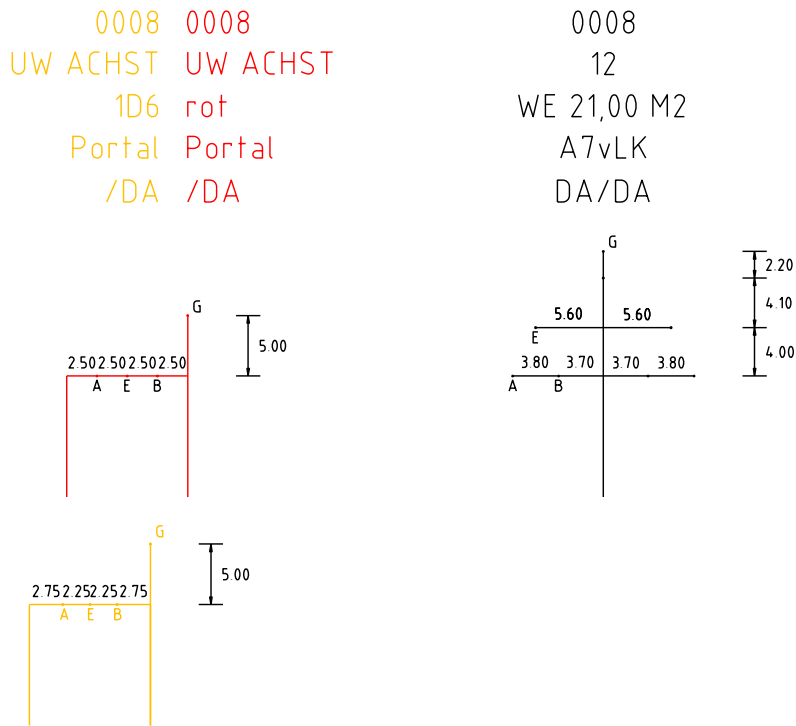 0008 0008
UW ACHST UW ACHST
1D6 rot
Portal Portal
/DA /DA
0008
12
WE 21,00 M2
A7vLK
DA/DA
G
2.20
4.10
5.60 5.60
E
4.00
3.80 3.70 3.70 3.80
A B
G
5.00
2.50 2.50 2.50 2.50
A E B
G
5.00
2.75 2.25 2.25 2.75
A E B